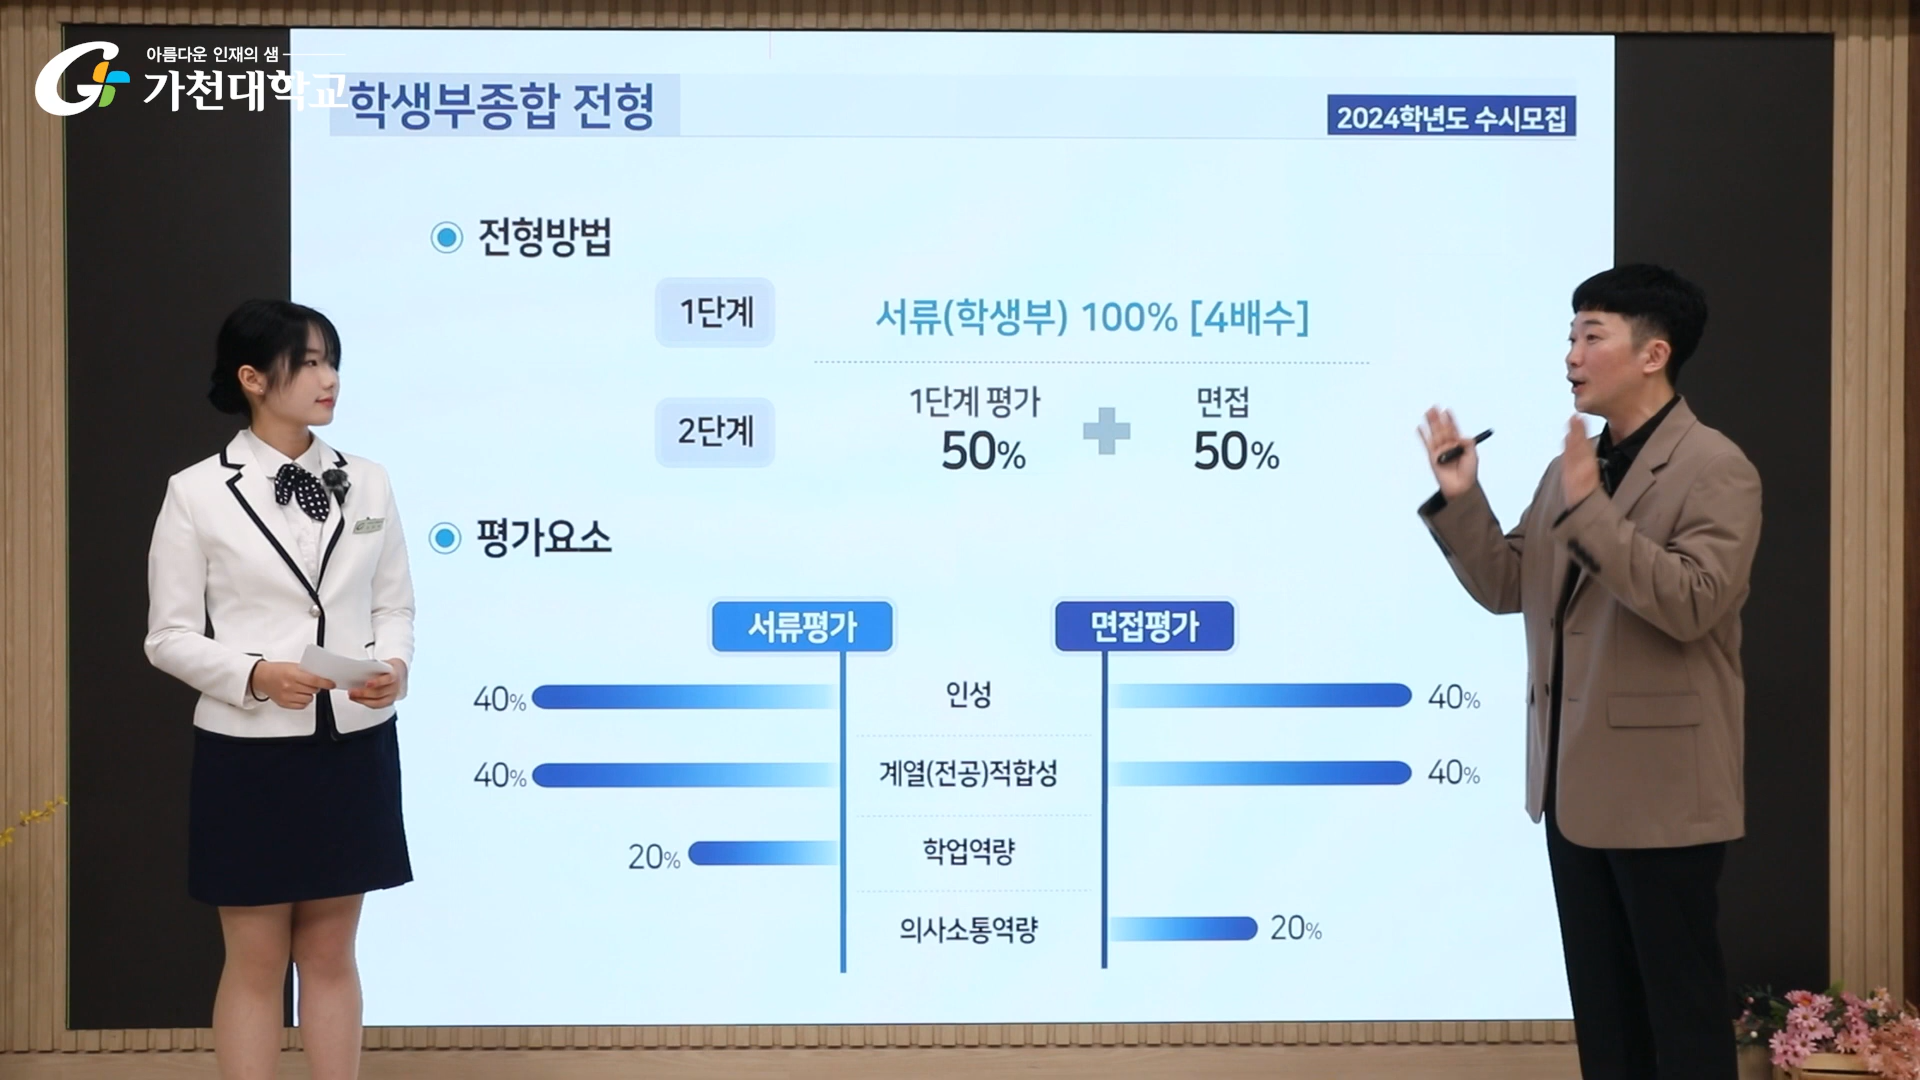 아름다운 인재의 샘
가천대학교
학생부종합 전형
2024학년도 수시모집
전형방법
1단계
서류(학생부) 100% [4배수]
2단계
1단계 평가
50%
면접
50%
평가요소
서류평가
면접평가
40%
인성
40%
40%
계열(전공)적합성
40%
20%
학업역량
의사소통역량
20%